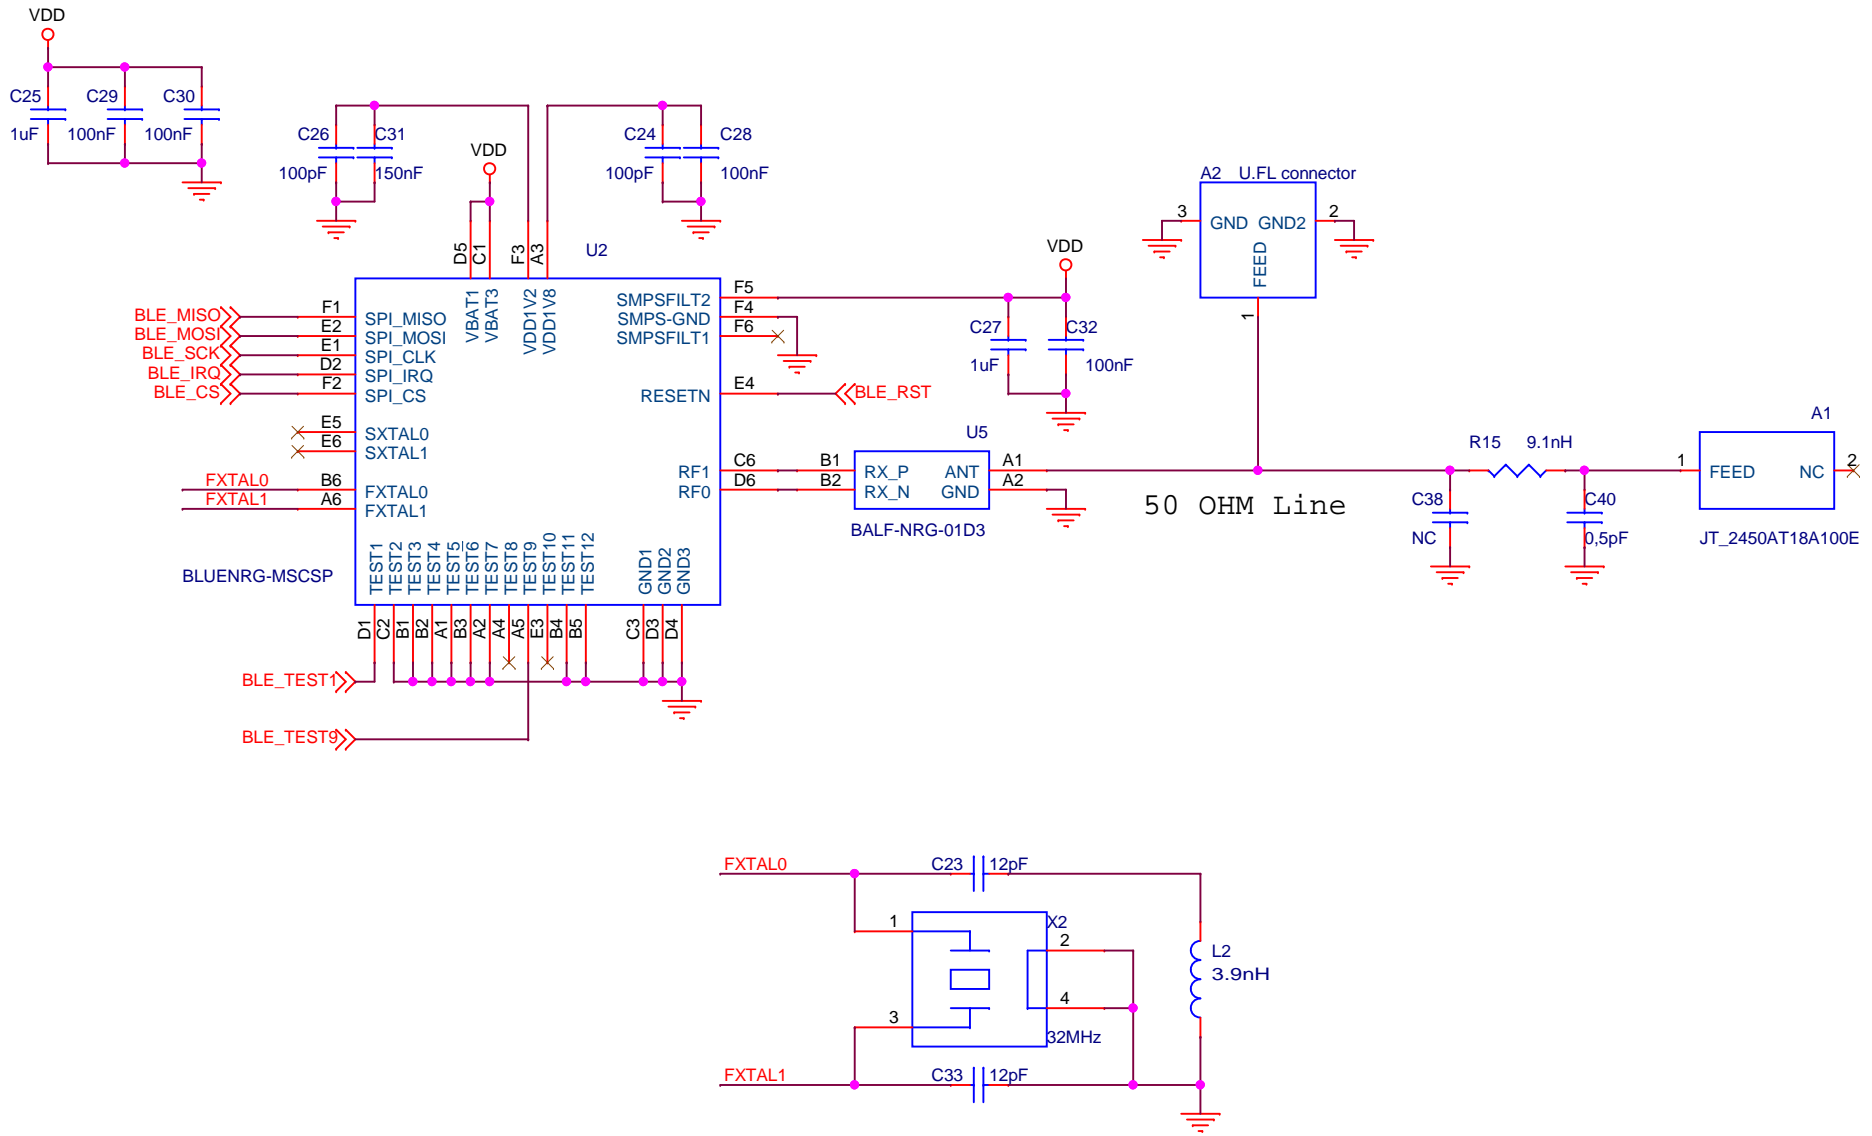 VDD
C25
C29
C30
1uF
100nF
100nF
C26
C31
100pF
150nF
VDD
C24
C28
100pF
100nF
D5
C1
F3
A3
U2
VBAT1
VBAT3
VDD1V2
VDD1V8
BLE_MISO
F1
SPI_MISO
BLE_MOSI
E2
SPI_MOSI
BLE_SCK
E1
SPI_CLK
BLE_IRQ
D2
SPI_IRQ
BLE_CS
F2
SPI_CS
E5
SXTAL0
E6
SXTAL1
FXTAL0
B6
FXTAL0
FXTAL1
A6
FXTAL1
SMPSFILT2
F5
SMPS-GND
F4
SMPSFILT1
F6
RESETN
E4
BLE_RST
RF1
C6
RF0
D6
BLUENRG-MSCSP
TEST1
TEST2
TEST3
TEST4
TEST5
TEST6
TEST7
TEST8
TEST9
TEST10
TEST11
TEST12
GND1
GND2
GND3
D1
C2
B1
B2
A1
B3
A2
A4
A5
E3
B4
B5
C3
D3
D4
BLE_TEST1
BLE_TEST9
VDD
C27
C32
1uF
100nF
U5
B1
RX_P
ANT
A1
B2
RX_N
GND
A2
BALF-NRG-01D3
A2 U.FL connector
3
GND GND2
2
FEED
1
50 OHM Line
R15 9.1nH
C38
NC
C40
0,5pF
A1
1
FEED
NC
2
JT_2450AT18A100E
FXTAL0
C23
12pF
1
X2
2
4
3
32MHz
L2
3.9nH
FXTAL1
C33
12pF